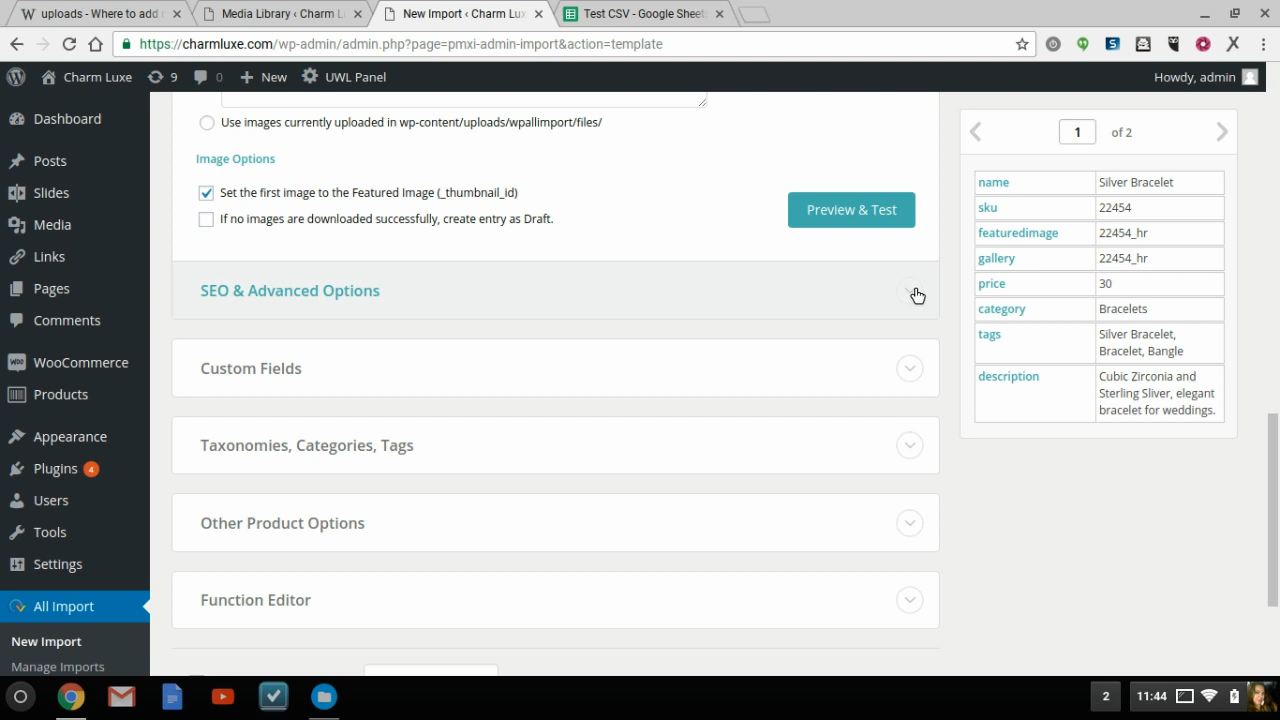 uploads - Where to add
Media Library ‹ Charm L
New Import ‹ Charm Lux
Test CSV - Google Sheet
https://charmluxe.com/wp-admin/admin.php?page=pmxi-admin-import&action=template
Charm Luxe
9
0
New
UWL Panel
Howdy, admin
Dashboard
Posts
Slides
Media
Links
Pages
Comments
WooCommerce
Products
Appearance
Plugins 4
Users
Tools
Settings
All Import
New Import
Manage Imports
Use images currently uploaded in wp-content/uploads/wpallimport/files/
Image Options
Set the first image to the Featured Image (_thumbnail_id)
If no images are downloaded successfully, create entry as Draft.
Preview & Test
SEO & Advanced Options
Custom Fields
Taxonomies, Categories, Tags
Other Product Options
Function Editor
1 of 2
name Silver Bracelet
sku 22454
featuredimage 22454_hr
gallery 22454_hr
price 30
category Bracelets
tags Silver Bracelet,
Bracelet, Bangle
description Cubic Zirconia and
Sterling Sliver, elegant
bracelet for weddings.
2
11:44